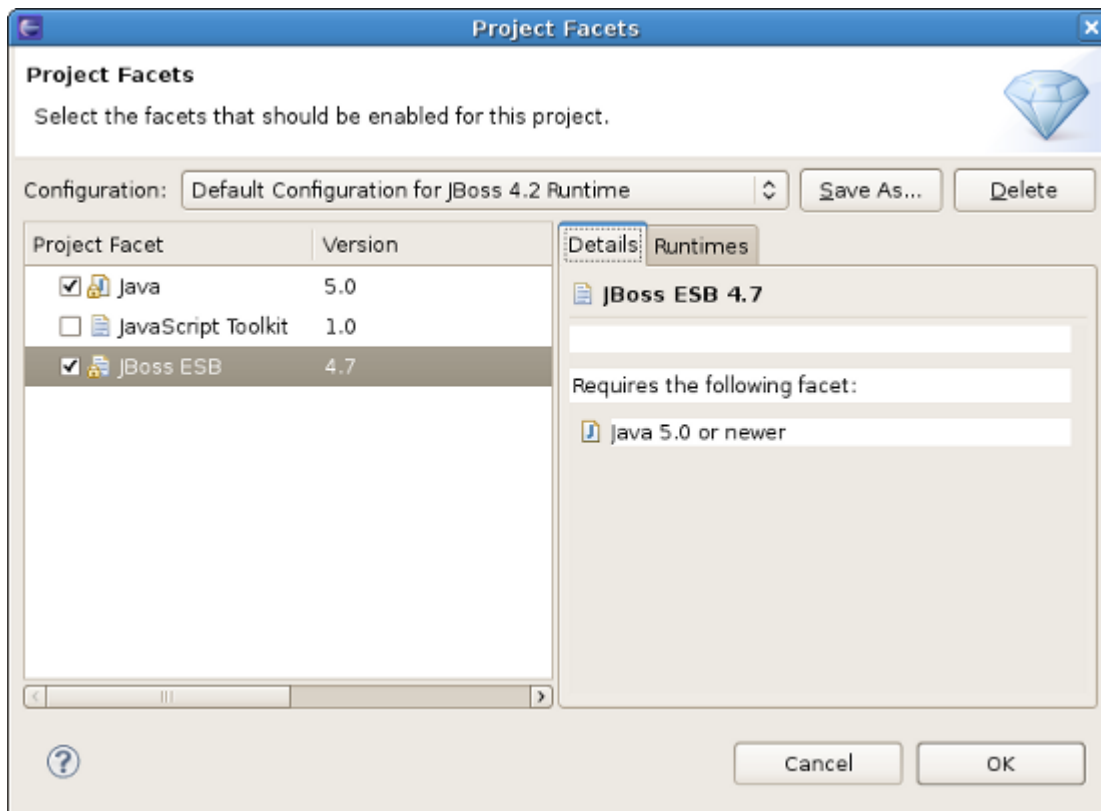 Project Facets
Project Facets
Select the facets that should be enabled for this project.
Configuration: Default Configuration for JBoss 4.2 Runtime Save As... Delete
Project Facet Version
Java 5.0
JavaScript Toolkit 1.0
JBoss ESB 4.7
Details Runtimes
JBoss ESB 4.7
Requires the following facet:
Java 5.0 or newer
Cancel OK